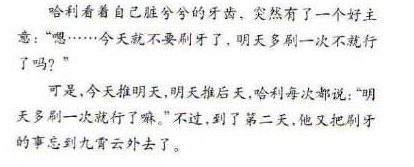 哈利看着自己脏兮兮的牙齿，突然有了一个好主
意：“嗯……今天就不要刷牙了，明天多刷一次不就行
了吗？”
可是，今天推明天，明天推后天，哈利每次都说：“明
天多刷一次就行了嘛。”不过，到了第二天，他又把刷牙
的事忘到九霄云外去了。